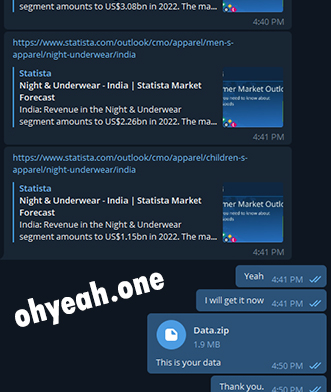 segment amounts to US$3.08bn in 2022. The ma...
4:40 PM
https://www.statista.com/outlook/cmo/apparel/men-s-
apparel/night-underwear/india
Statista
Night & Underwear - India | Statista Market
Forecast
India: Revenue in the Night & Underwear
segment amounts to US$2.26bn in 2022. The ma...
mer Market Outlo
4:41 PM
https://www.statista.com/outlook/cmo/apparel/children-s-
apparel/night-underwear/india
Statista
Night & Underwear - India | Statista Market
Forecast
India: Revenue in the Night & Underwear
segment amounts to US$1.15bn in 2022. The ma...
Market Outlo
4:41 PM
Yeah 4:41 PM
I will get it now 4:41 PM
ohyeah.one
Data.zip
1.9 MB
This is your data 4:50 PM
Thank you. 4:50 PM